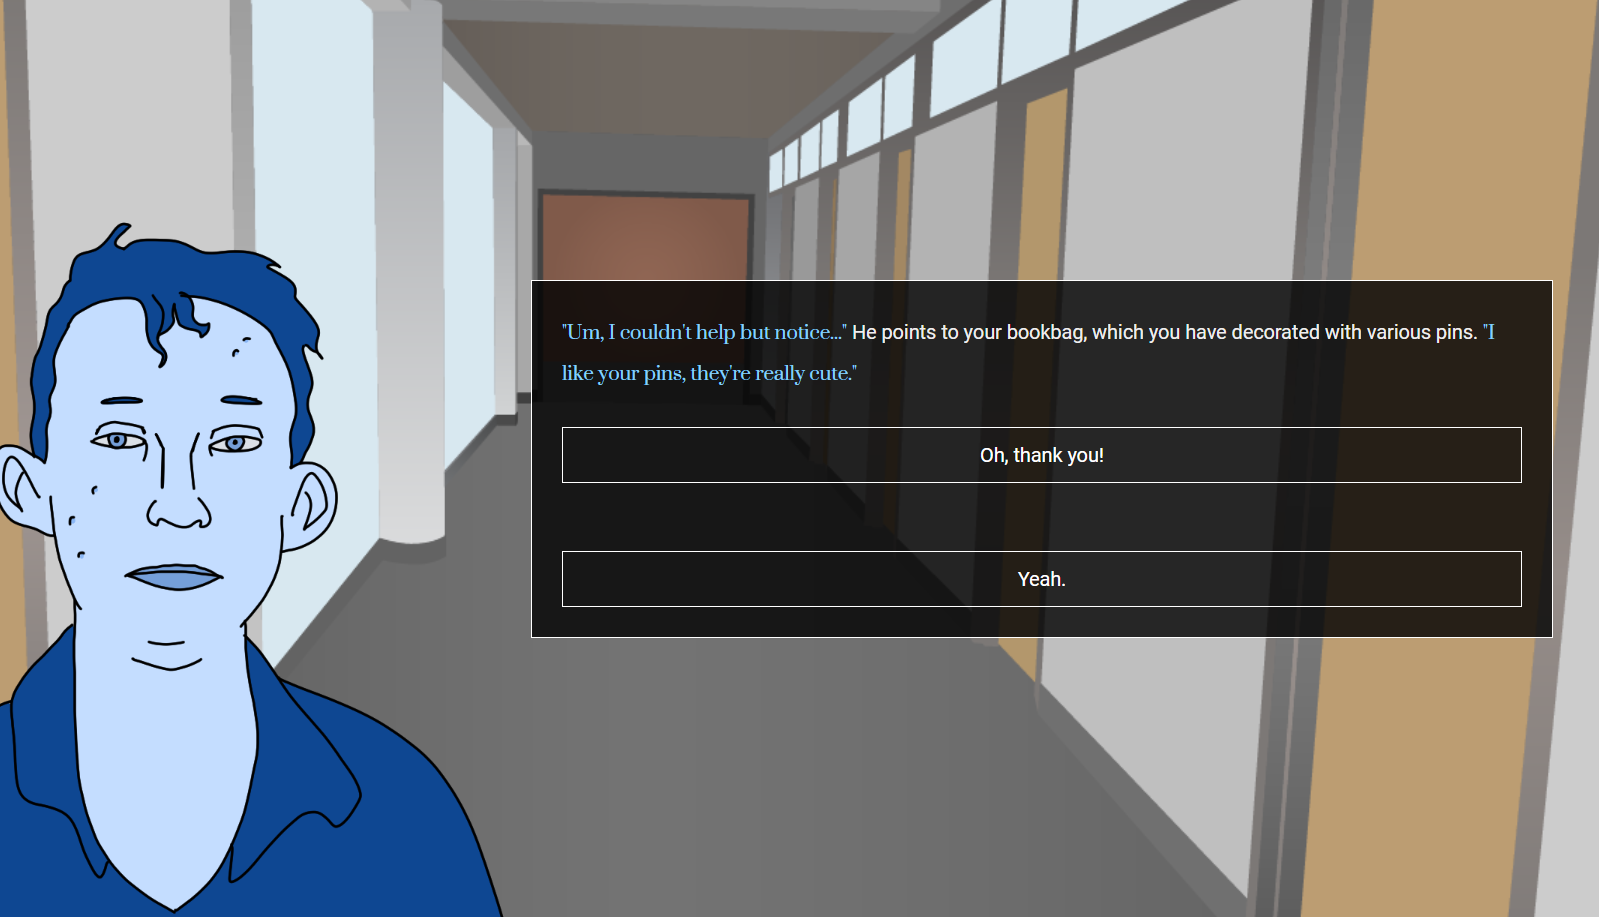 "Um, I couldn't help but notice..." He points to your bookbag, which you have decorated with various pins. "I
like your pins, they're really cute."
Oh, thank you!
Yeah.